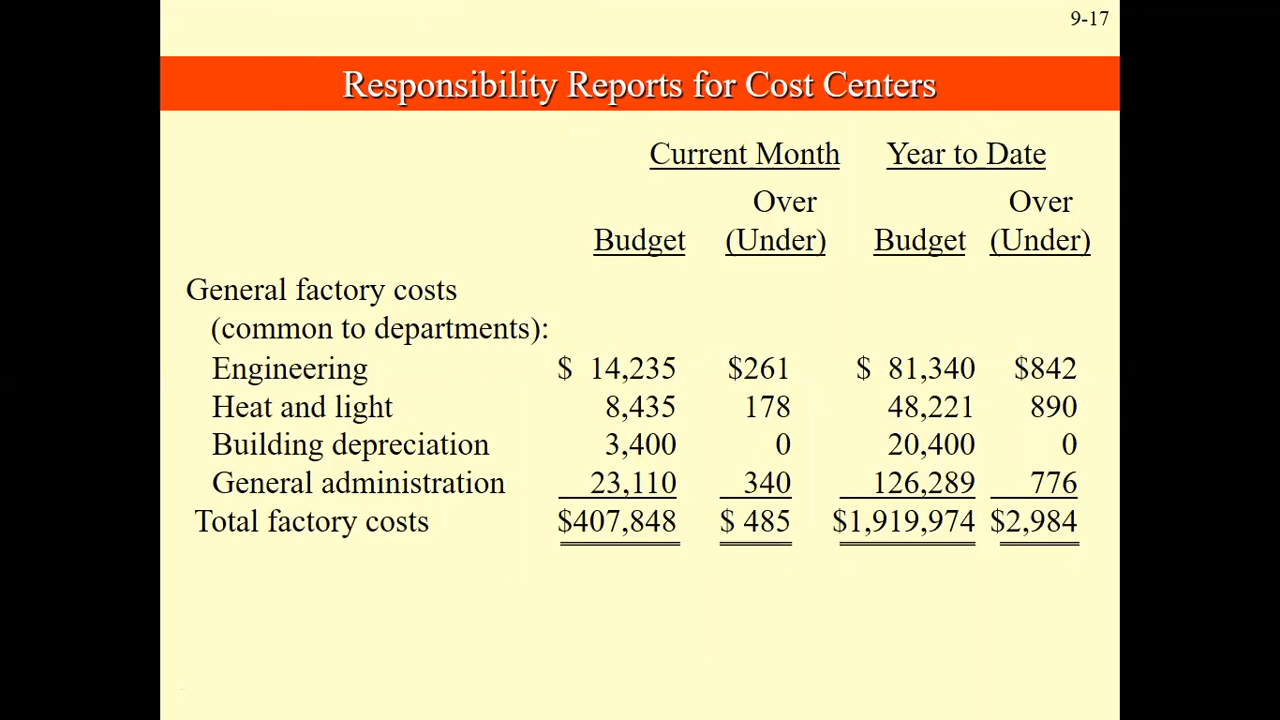 9-17
Responsibility Reports for Cost Centers
Current Month Year to Date
Over Over
Budget (Under) Budget (Under)
General factory costs
(common to departments):
Engineering $ 14,235 $261 $ 81,340 $842
Heat and light 8,435 178 48,221 890
Building depreciation 3,400 0 20,400 0
General administration 23,110 340 126,289 776
Total factory costs $407,848 $ 485 $1,919,974 $2,984